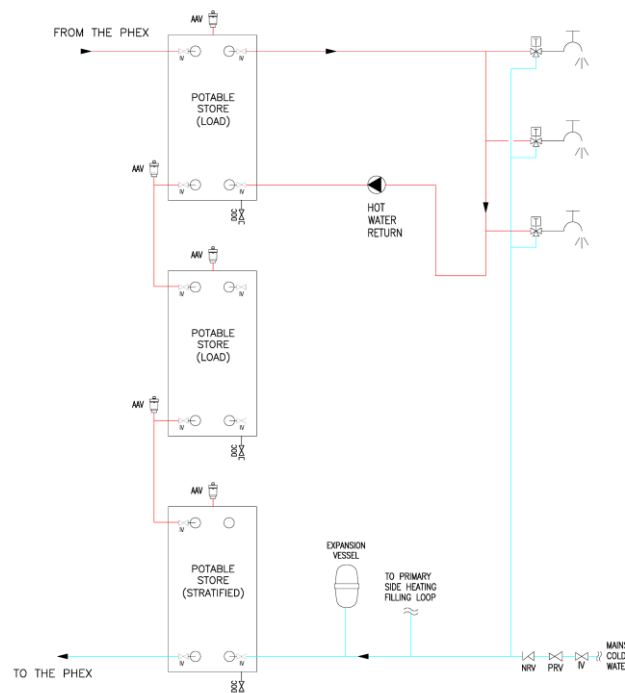 AAV
FROM THE PHEX
T
IV
IV
POTABLE
STORE
(LOAD)
T
AAV
IV
IV
HOT
WATER
RETURN
DOC
T
AAV
IV
IV
POTABLE
STORE
(LOAD)
AAV
IV
IV
DOC
AAV
IV
POTABLE
STORE
(STRATIFIED)
EXPANSION
VESSEL
TO PRIMARY
SIDE HEATING
FILLING LOOP
TO THE PHEX
IV
IV
NRV
PRV
IV
MAINS
COLD
WATER
DOC